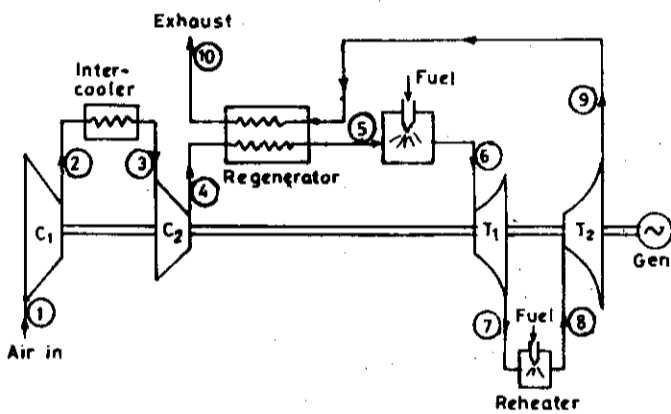 Exhaust
10
Inter-
cooler
Fuel
9
2
3
4
Regenerator
5
6
C1
C2
T1
T2
~
Gen
1
Air in
7
Fuel
8
Reheater